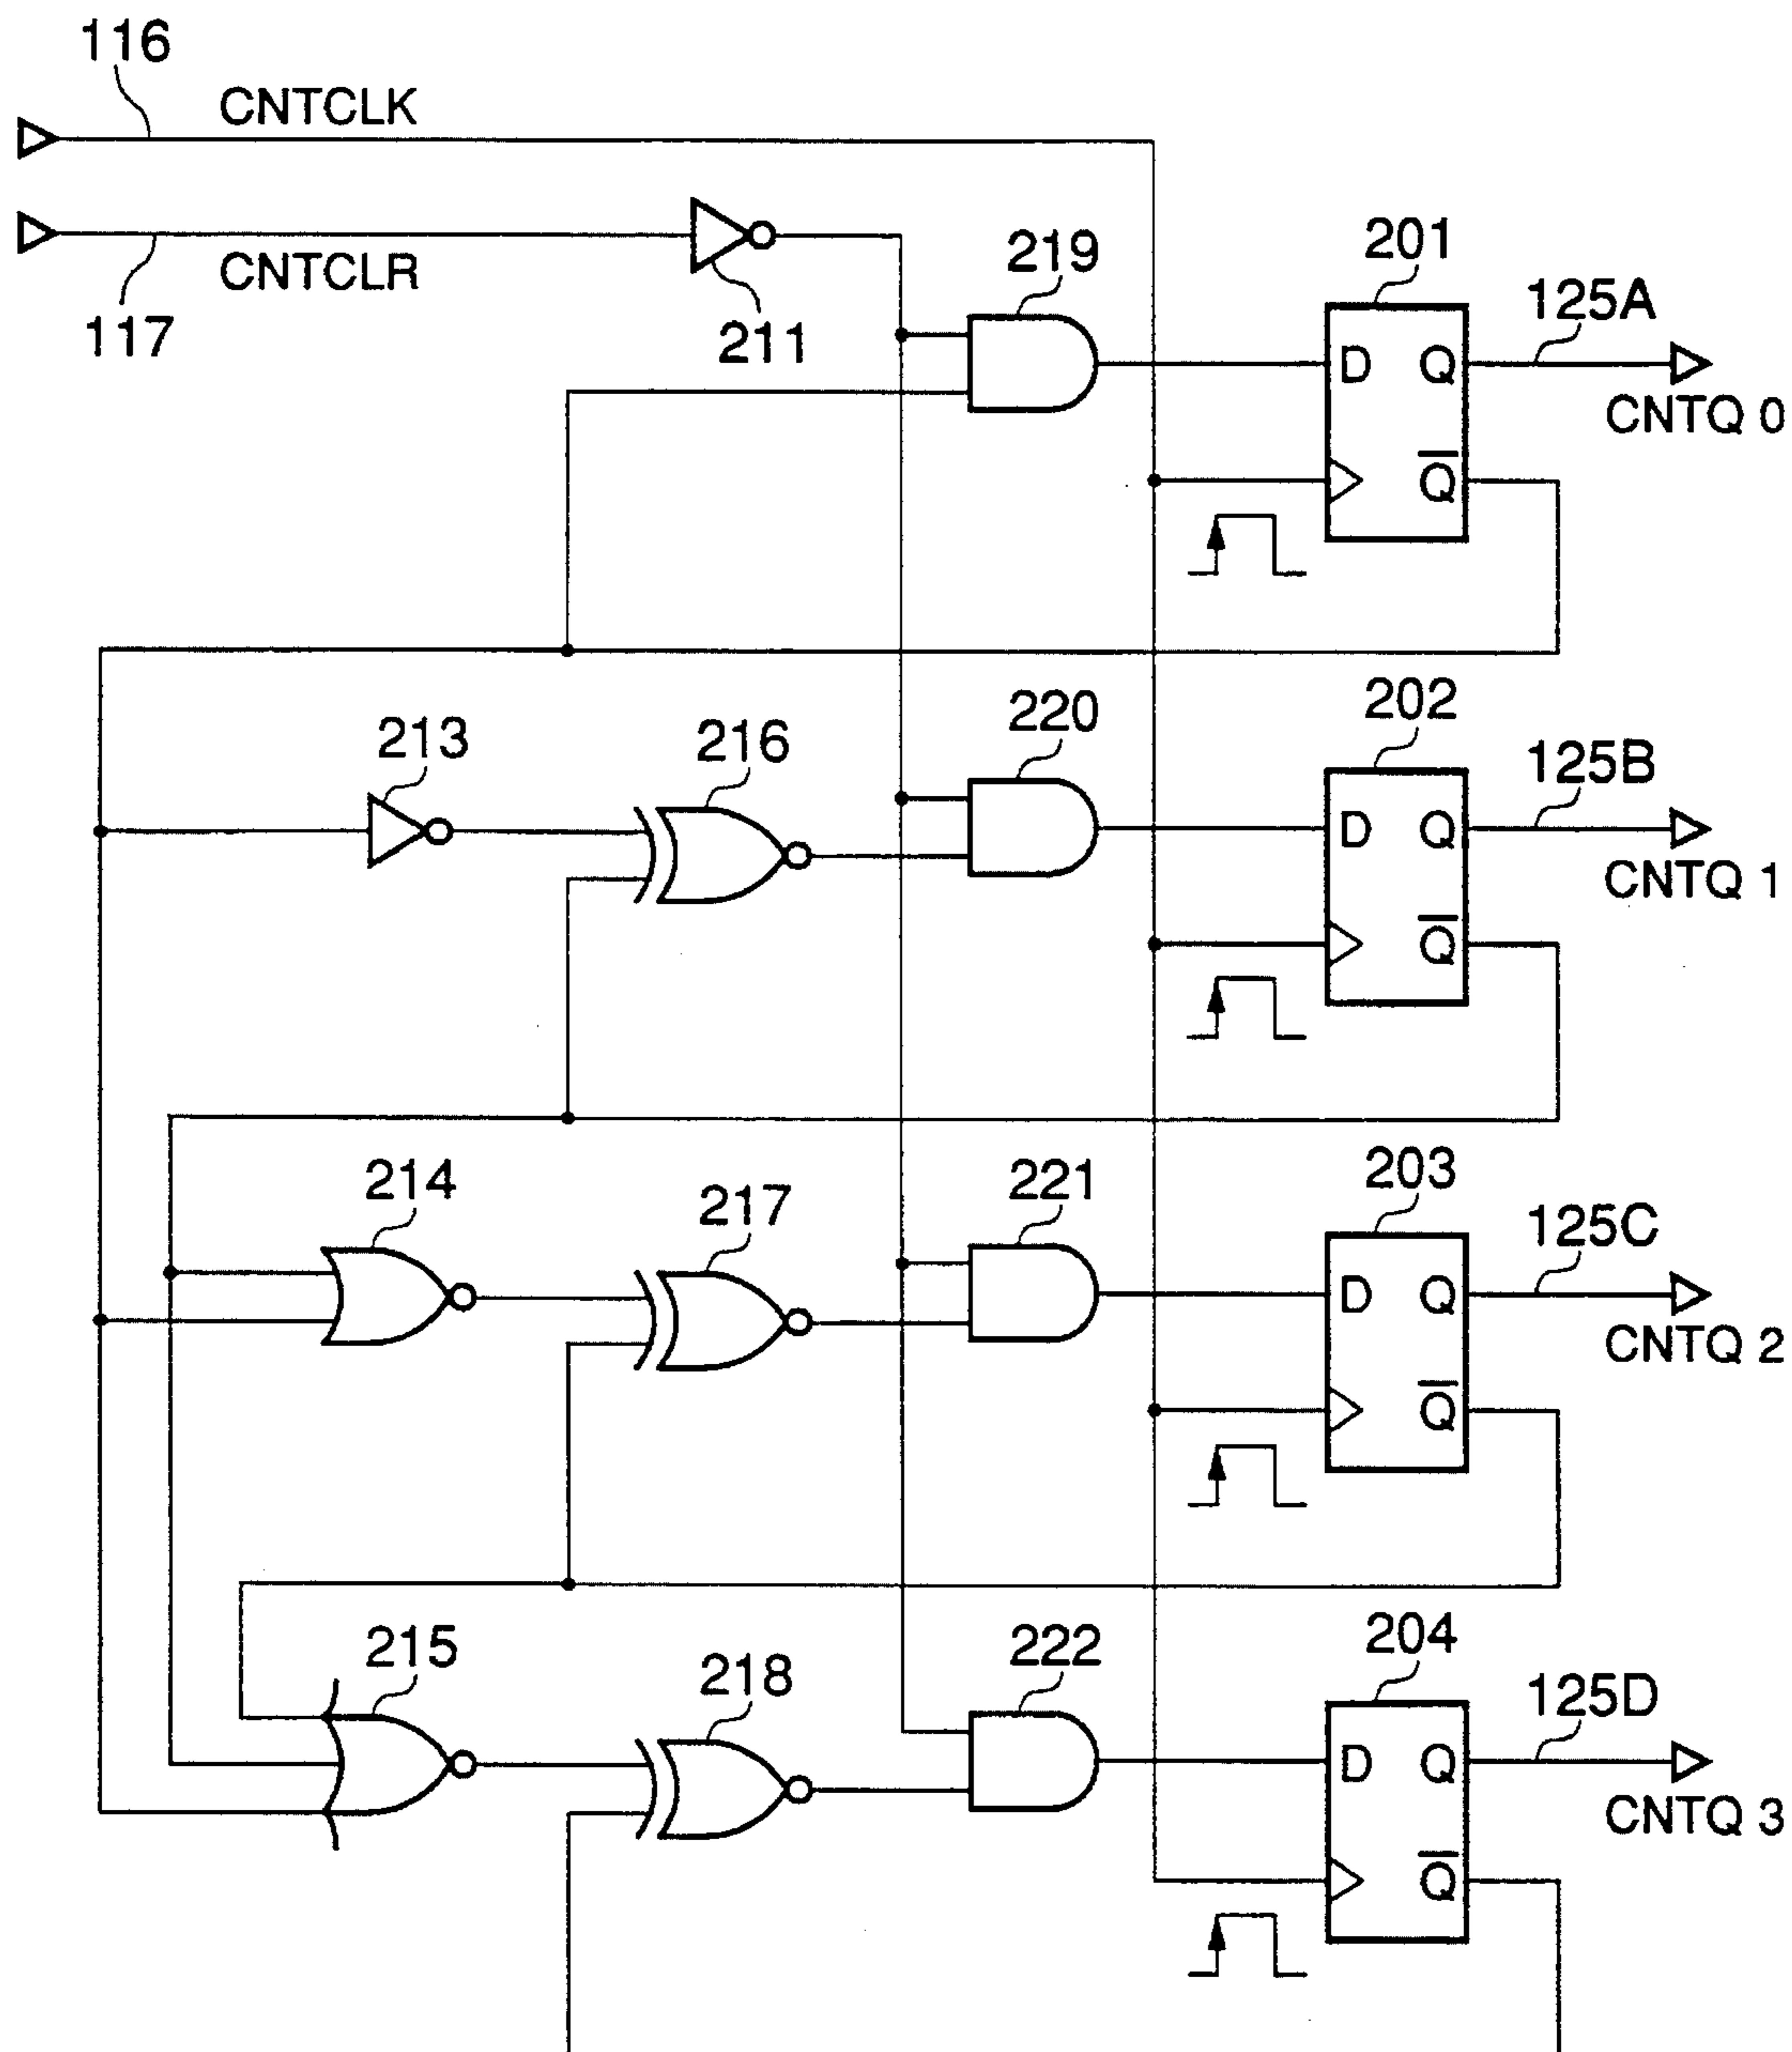 116
CNTCLK
CNTCLR
117
211
219
201
D Q
Q̅
125A
CNTQ 0
213
216
220
202
D Q
Q̅
125B
CNTQ 1
214
217
221
203
D Q
Q̅
125C
CNTQ 2
215
218
222
204
D Q
Q̅
125D
CNTQ 3